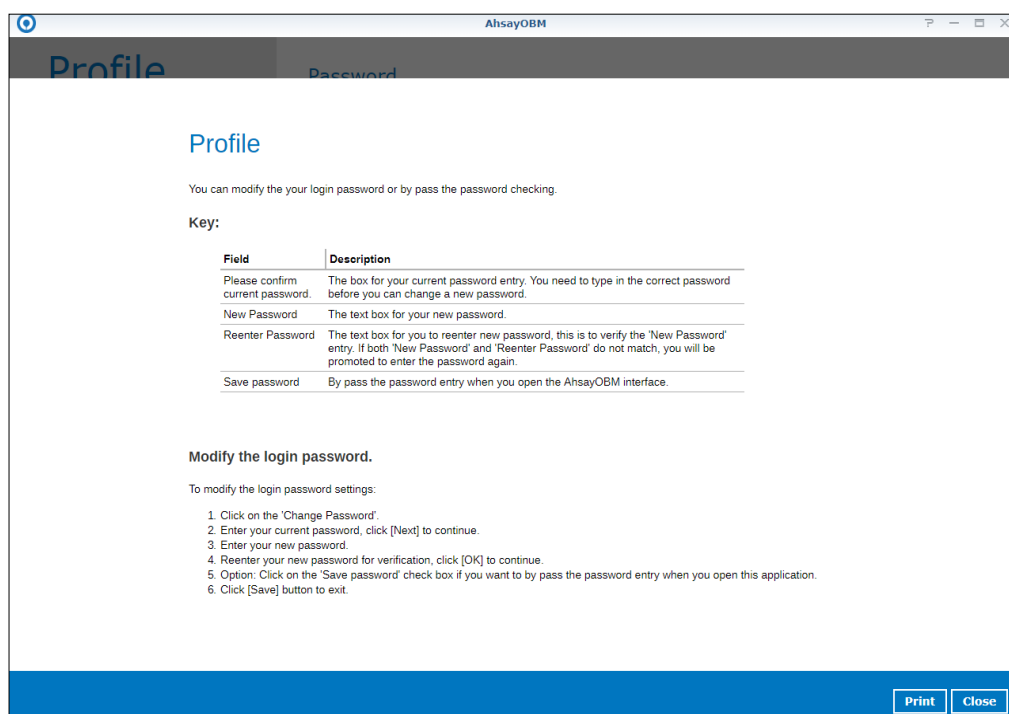 AhsayOBM
Profile
Password
Profile
You can modify the your login password or by pass the password checking.
Key:
Field Description
Please confirm The box for your current password entry. You need to type in the correct password
current password. before you can change a new password.
New Password The text box for your new password.
Reenter Password The text box for you to reenter new password, this is to verify the 'New Password'
entry. If both 'New Password' and 'Reenter Password' do not match, you will be
promoted to enter the password again.
Save password By pass the password entry when you open the AhsayOBM interface.
Modify the login password.
To modify the login password settings:
1. Click on the 'Change Password'.
2. Enter your current password, click [Next] to continue.
3. Enter your new password.
4. Reenter your new password for verification, click [OK] to continue.
5. Option: Click on the 'Save password' check box if you want to by pass the password entry when you open this application.
6. Click [Save] button to exit.
Print Close